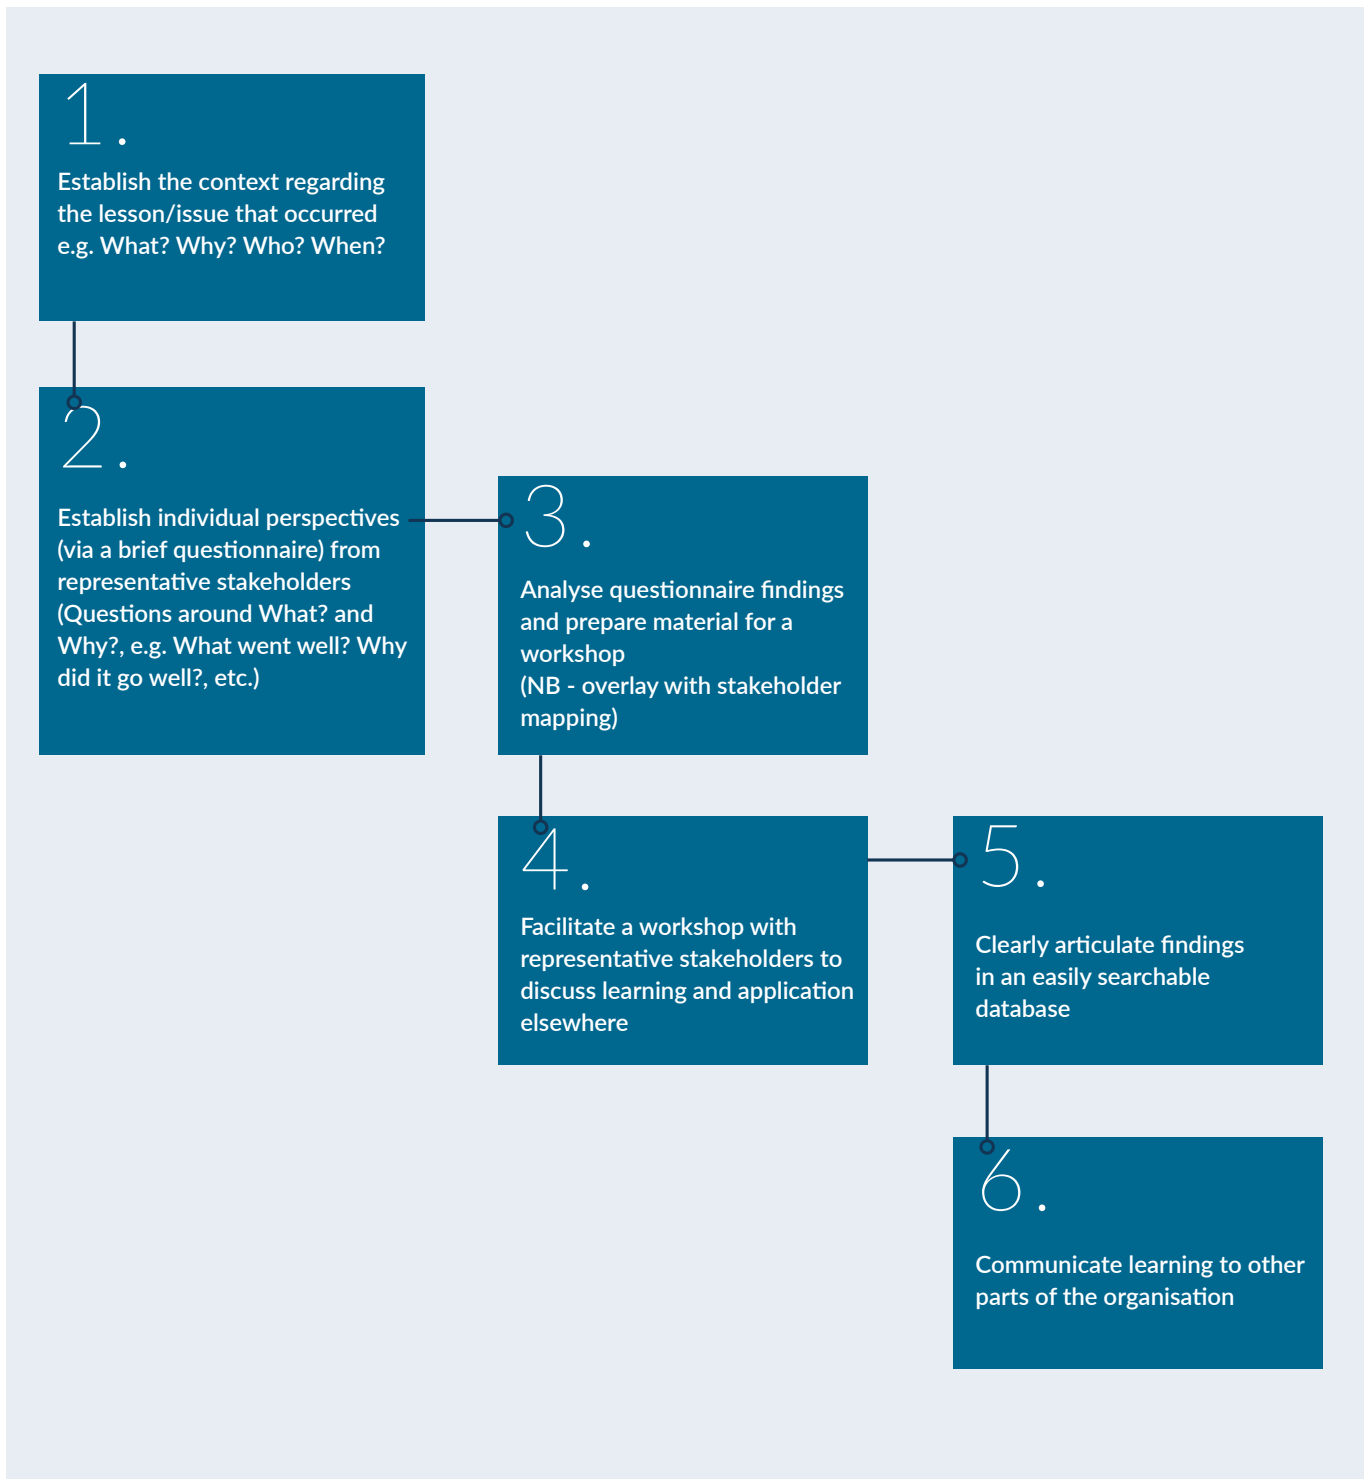 1.
Establish the context regarding
the lesson/issue that occurred
e.g. What? Why? Who? When?
2.
Establish individual perspectives
(via a brief questionnaire) from
representative stakeholders
(Questions around What? and
Why?, e.g. What went well? Why
did it go well?, etc.)
3.
Analyse questionnaire findings
and prepare material for a
workshop
(NB - overlay with stakeholder
mapping)
4.
Facilitate a workshop with
representative stakeholders to
discuss learning and application
elsewhere
5.
Clearly articulate findings
in an easily searchable
database
6.
Communicate learning to other
parts of the organisation